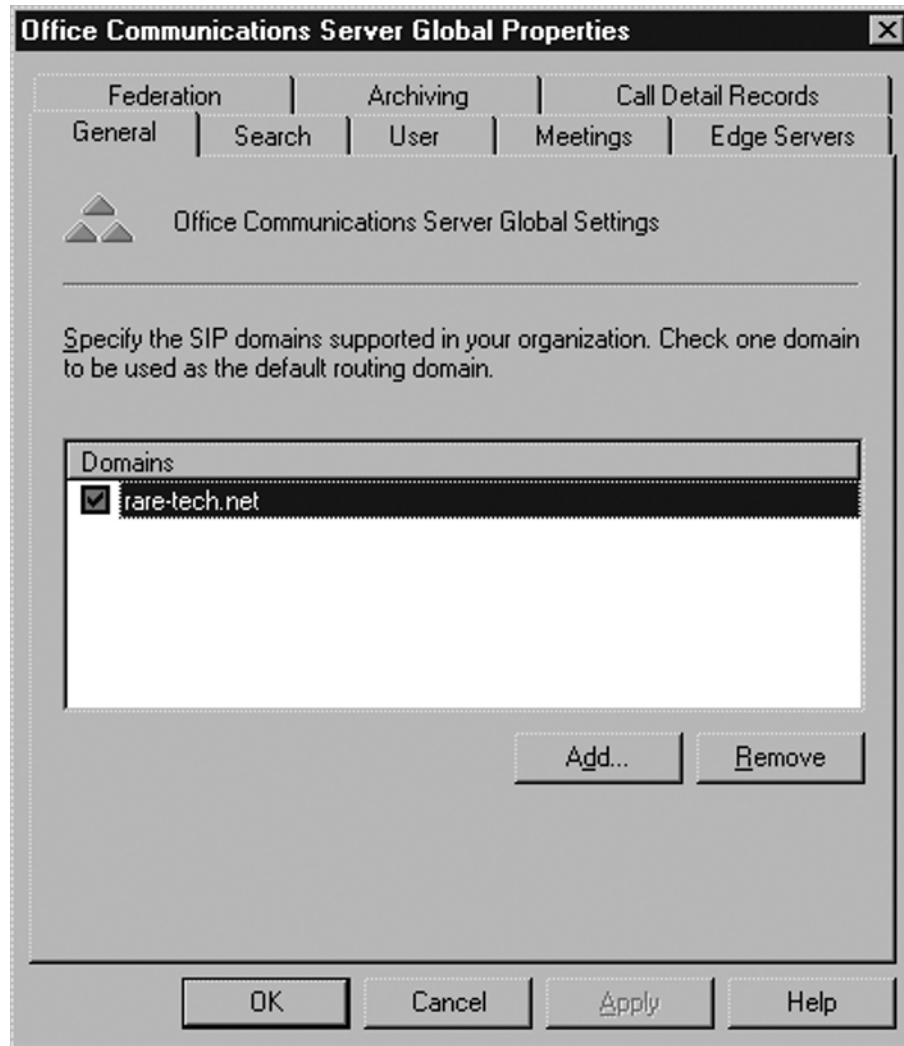 Office Communications Server Global Properties
Federation Archiving Call Detail Records
General Search User Meetings Edge Servers
Office Communications Server Global Settings
Specify the SIP domains supported in your organization. Check one domain
to be used as the default routing domain.
Domains
rare-tech.net
Add... Remove
OK Cancel Apply Help